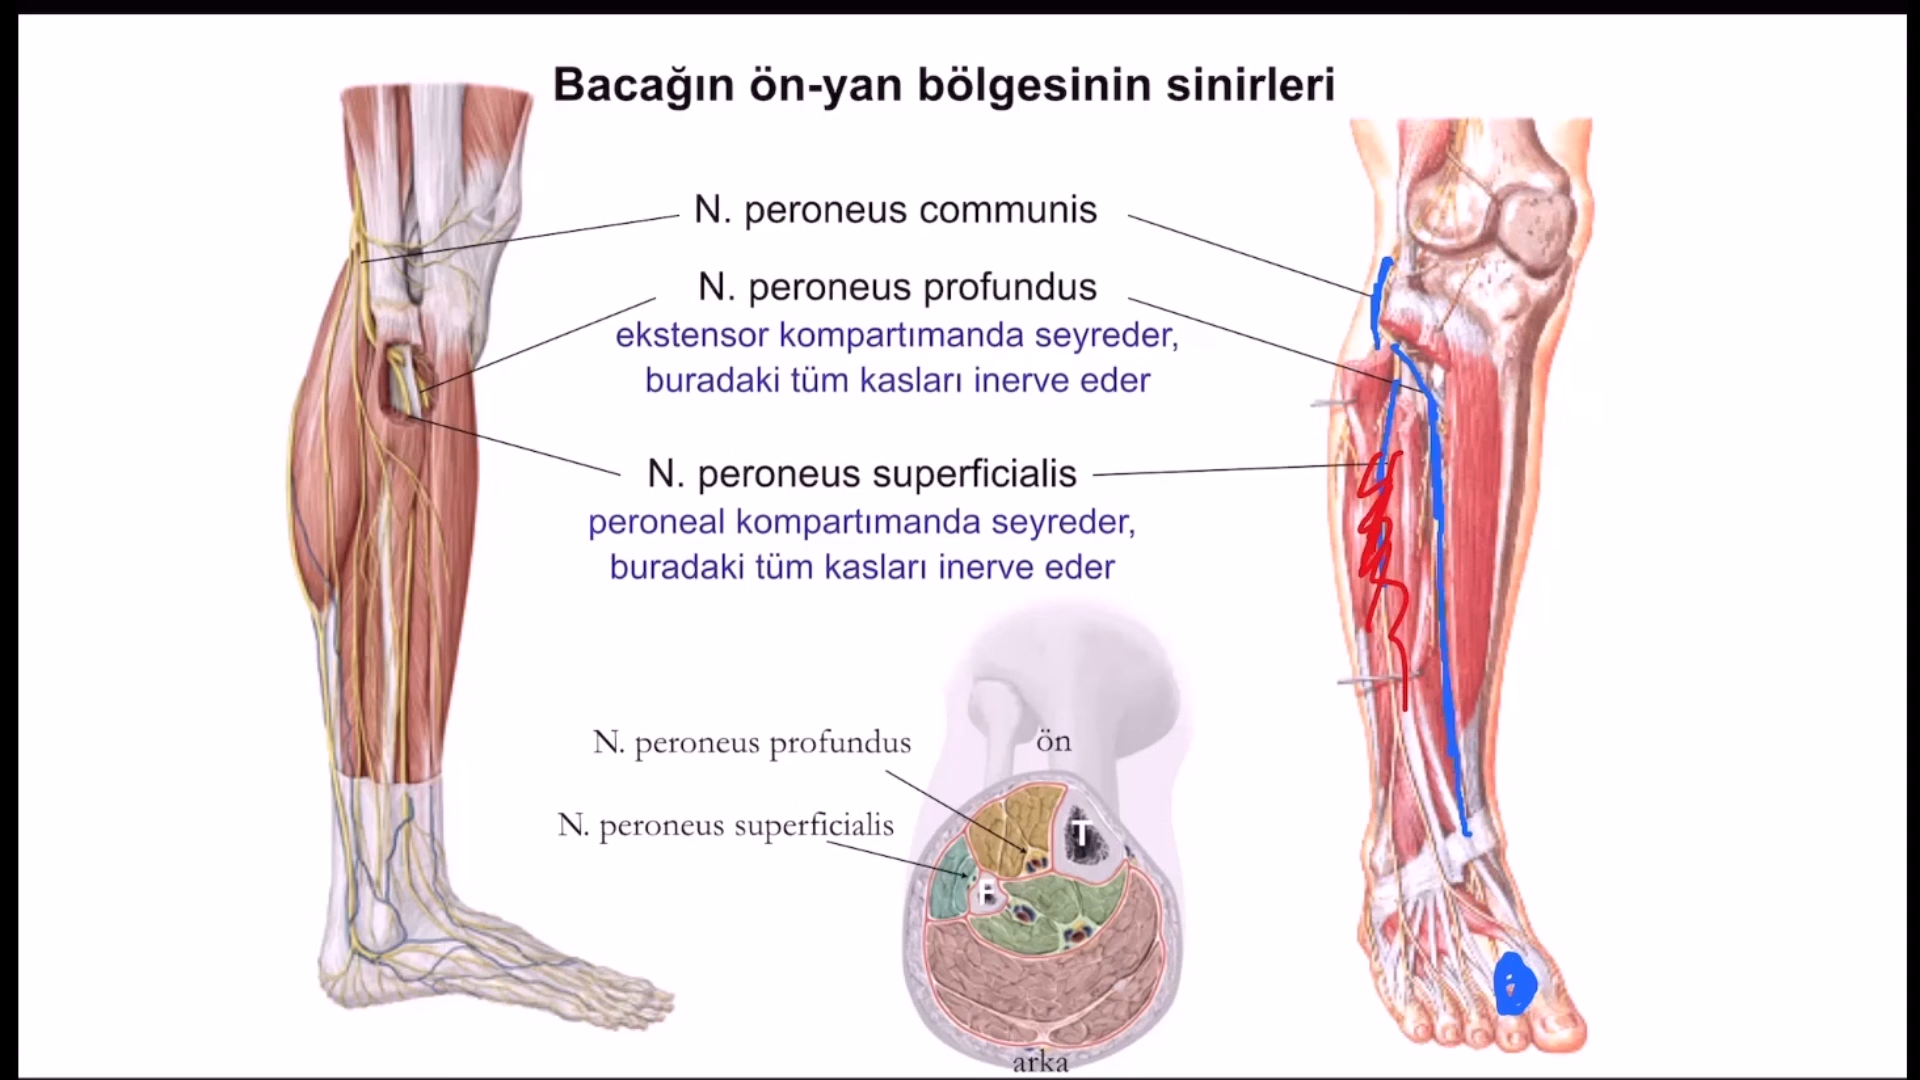 Bacağın ön-yan bölgesinin sinirleri
N. peroneus communis
N. peroneus profundus
ekstensor kompartımanda seyreder,
buradaki tüm kasları inerve eder
N. peroneus superficialis
peroneal kompartımanda seyreder,
buradaki tüm kasları inerve eder
N. peroneus profundus
ön
N. peroneus superficialis
T
F
arka